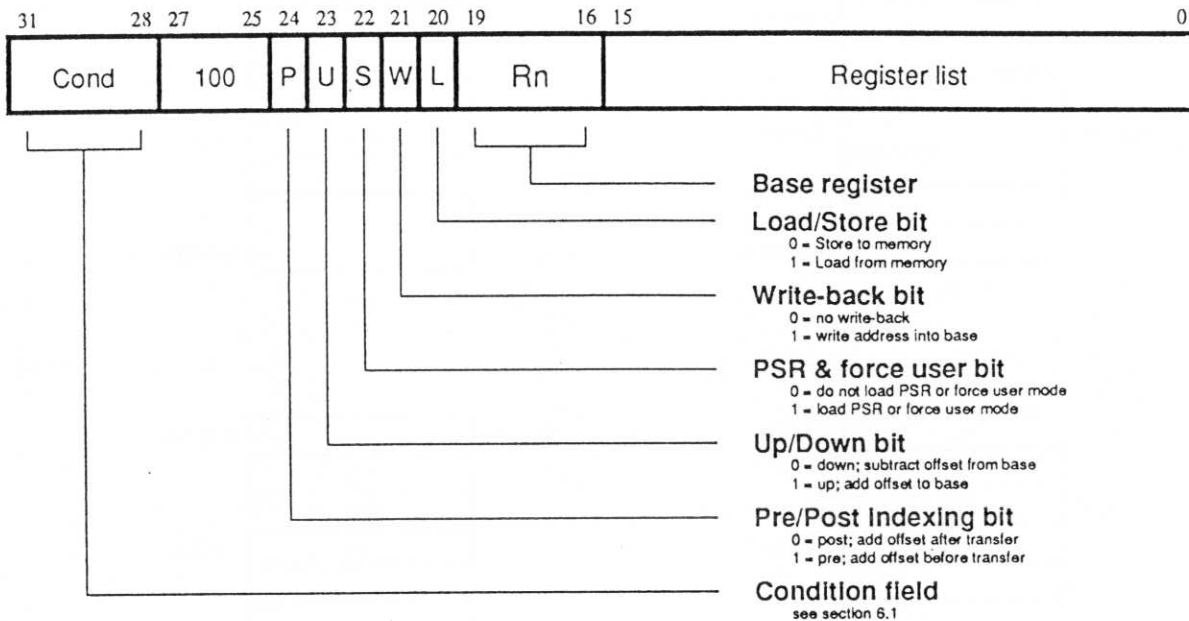 31 28 27 25 24 23 22 21 20 19 16 15 0
Cond 100 P U S W L Rn Register list
Base register
Load/Store bit
0 = Store to memory
1 = Load from memory
Write-back bit
0 = no write-back
1 = write address into base
PSR & force user bit
0 = do not load PSR or force user mode
1 = load PSR or force user mode
Up/Down bit
0 = down; subtract offset from base
1 = up; add offset to base
Pre/Post indexing bit
0 = post; add offset after transfer
1 = pre; add offset before transfer
Condition field
see section 6.1